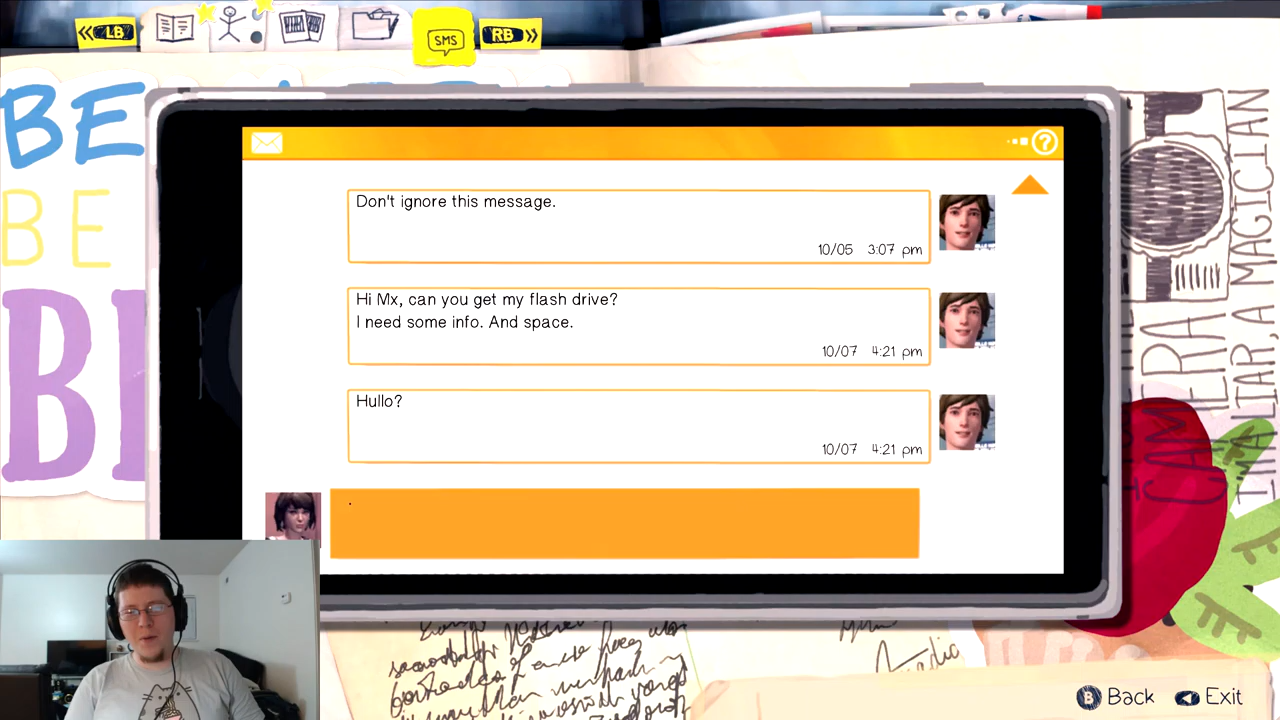 LB
SMS
RB
BE
BE
Don't ignore this message.
10/05 3:07 pm
Hi Mx, can you get my flash drive?
I need some info. And space.
10/07 4:21 pm
Hullo?
10/07 4:21 pm
CAMERA
I'M A LIAR, A MAGICIAN
B Back
Exit